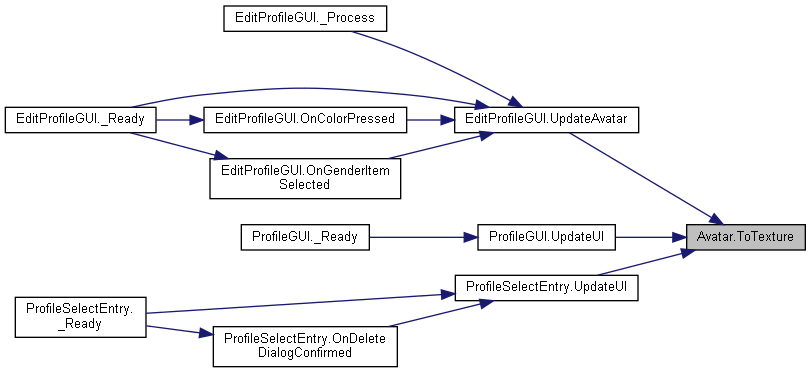 EditProfileGUI._Process
EditProfileGUI._Ready
EditProfileGUI.OnColorPressed
EditProfileGUI.UpdateAvatar
EditProfileGUI.OnGenderItem
Selected
ProfileGUI._Ready
ProfileGUI.UpdateUI
Avatar.ToTexture
ProfileSelectEntry.UpdateUI
ProfileSelectEntry.
_Ready
ProfileSelectEntry.OnDelete
DialogConfirmed